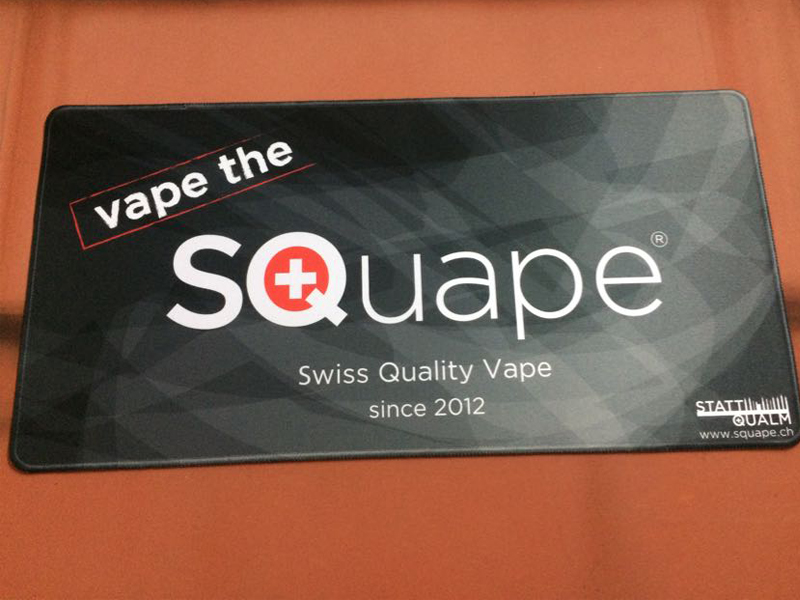 vape the
SQuape®
Swiss Quality Vape
since 2012
STATT
QUALM
www.squape.ch